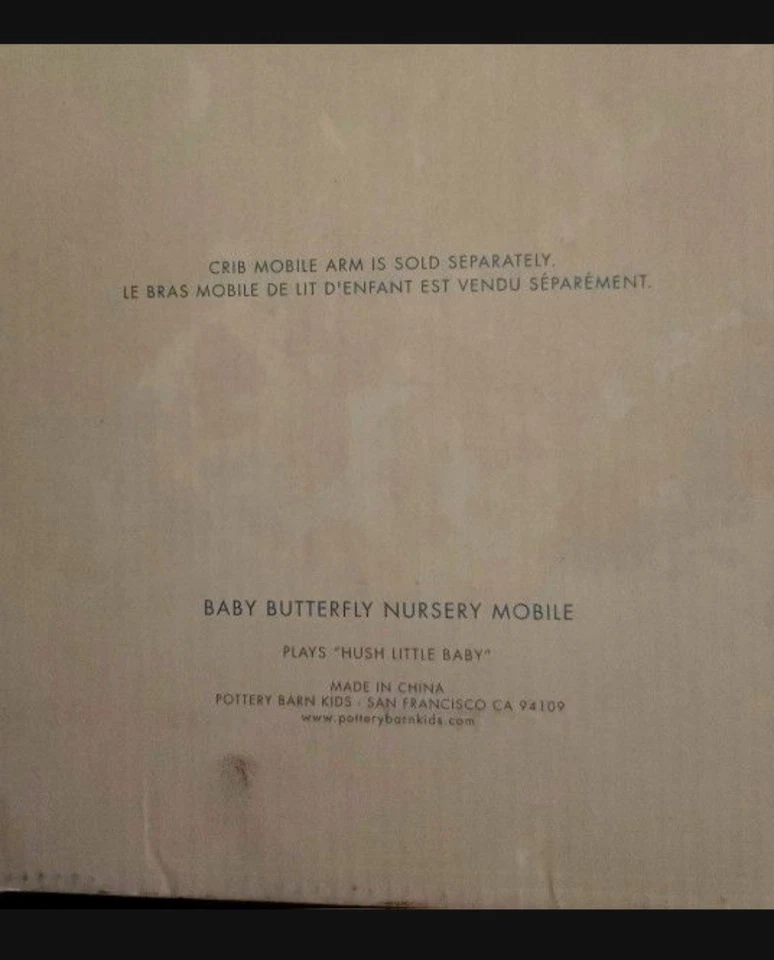 CRIB MOBILE ARM IS SOLD SEPARATELY.
LE BRAS MOBILE DE LIT D'ENFANT EST VENDU SÉPARÉMENT.
BABY BUTTERFLY NURSERY MOBILE
PLAYS "HUSH LITTLE BABY"
MADE IN CHINA
POTTERY BARN KIDS · SAN FRANCISCO CA 94109
www.potterybarnkids.com